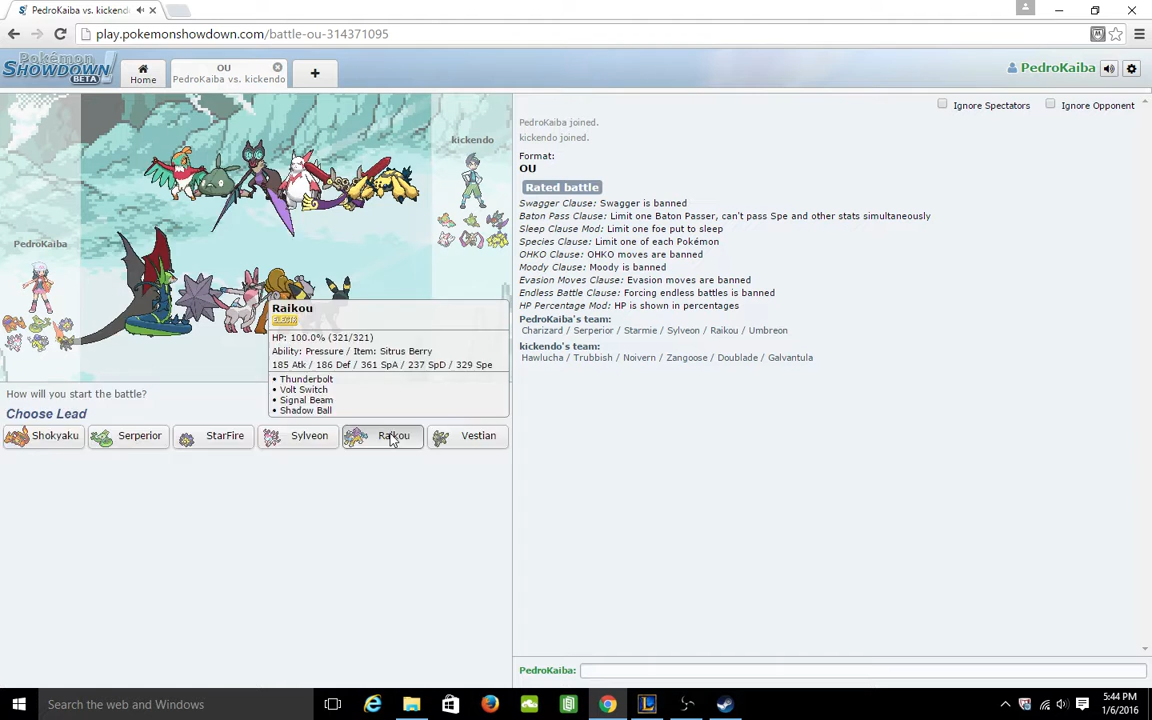 PedroKaiba vs. kickend
play.pokemonshowdown.com/battle-ou-314371095
Pokémon
SHOWDOWN
BETA
Home
OU
PedroKaiba vs. kickendo
+
PedroKaiba
kickendo
PedroKaiba
Raikou
ELECTR
HP: 100.0% (321/321)
Ability: Pressure / Item: Sitrus Berry
185 Atk / 186 Def / 361 SpA / 237 SpD / 329 Spe
• Thunderbolt
• Volt Switch
• Signal Beam
• Shadow Ball
How will you start the battle?
Choose Lead
Shokyaku
Serperior
StarFire
Sylveon
Raikou
Vestian
Ignore Spectators
Ignore Opponent
PedroKaiba joined.
kickendo joined.
Format:
OU
Rated battle
Swagger Clause: Swagger is banned
Baton Pass Clause: Limit one Baton Passer, can't pass Spe and other stats simultaneously
Sleep Clause Mod: Limit one foe put to sleep
Species Clause: Limit one of each Pokémon
OHKO Clause: OHKO moves are banned
Moody Clause: Moody is banned
Evasion Moves Clause: Evasion moves are banned
Endless Battle Clause: Forcing endless battles is banned
HP Percentage Mod: HP is shown in percentages
PedroKaiba's team:
Charizard / Serperior / Starmie / Sylveon / Raikou / Umbreon
kickendo's team:
Hawlucha / Trubbish / Noivern / Zangoose / Doublade / Galvantula
PedroKaiba:
Search the web and Windows
5:44 PM
1/6/2016